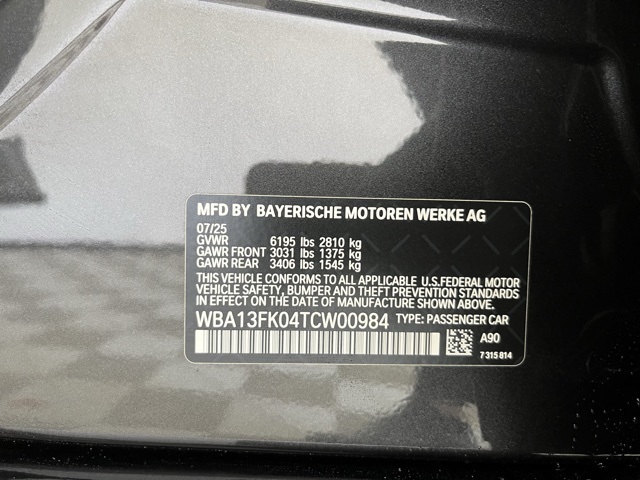 MFD BY BAYERISCHE MOTOREN WERKE AG
07/25
GVWR 6195 lbs 2810 kg
GAWR FRONT 3031 lbs 1375 kg
GAWR REAR 3406 lbs 1545 kg
THIS VEHICLE CONFORMS TO ALL APPLICABLE U.S.FEDERAL MOTOR
VEHICLE SAFETY, BUMPER AND THEFT PREVENTION STANDARDS
IN EFFECT ON THE DATE OF MANUFACTURE SHOWN ABOVE.
WBA13FK04TCW00984 TYPE: PASSENGER CAR
A90
7 315 814